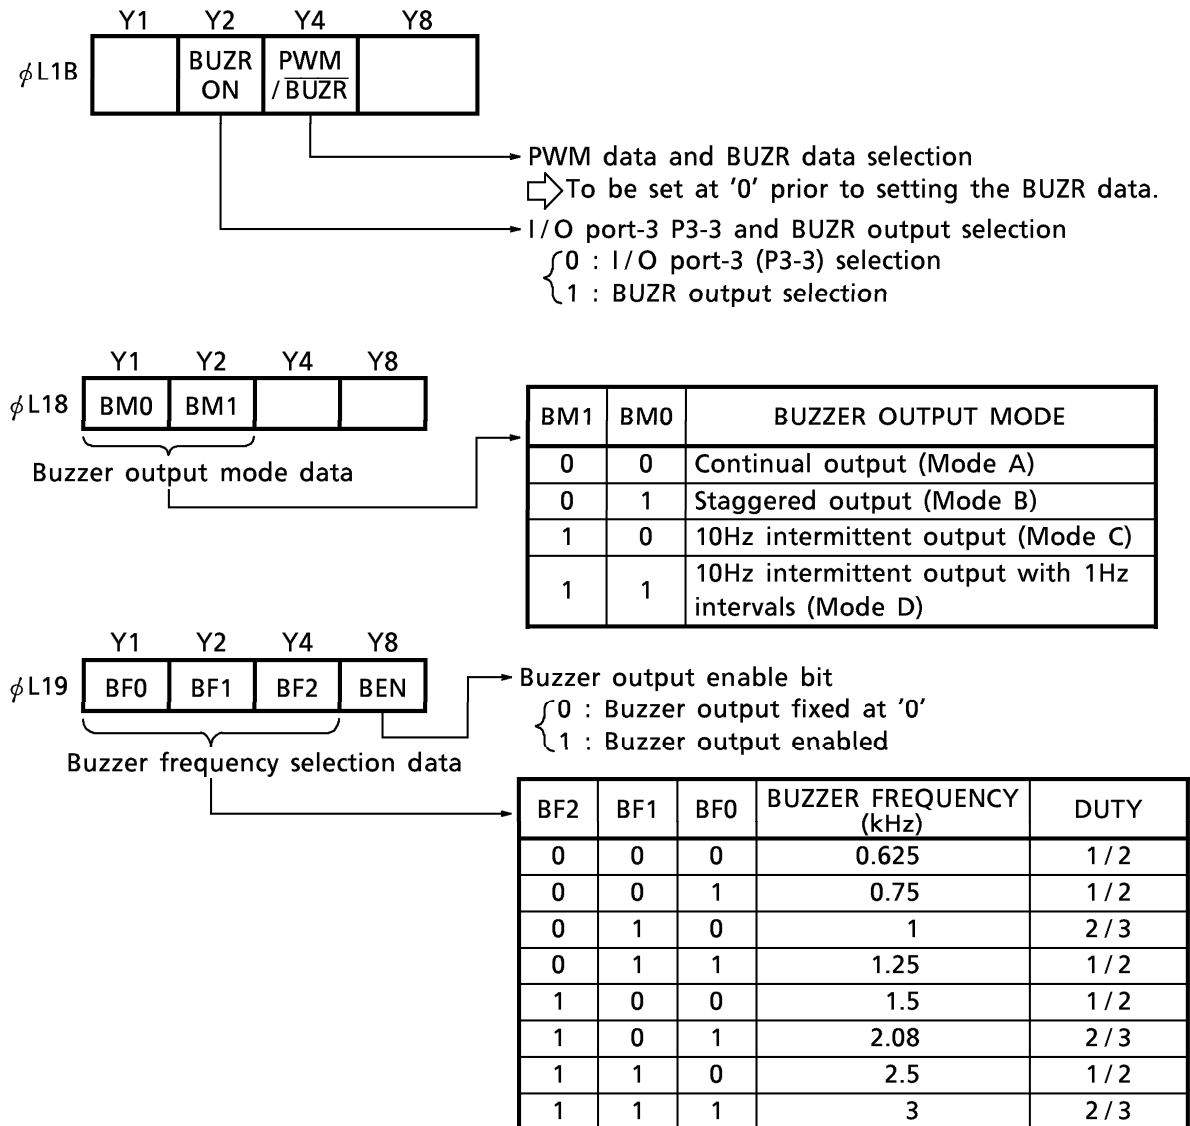 Y1 Y2 Y4 Y8
ϕL1B
BUZR ON
PWM / BUZR
PWM data and BUZR data selection
To be set at '0' prior to setting the BUZR data.
I/O port-3 P3-3 and BUZR output selection
0 : I/O port-3 (P3-3) selection
1 : BUZR output selection
Y1 Y2 Y4 Y8
ϕL18 BM0 BM1
Buzzer output mode data
BM1 BM0 BUZZER OUTPUT MODE
0 0 Continual output (Mode A)
0 1 Staggered output (Mode B)
1 0 10Hz intermittent output (Mode C)
1 1 10Hz intermittent output with 1Hz
intervals (Mode D)
Y1 Y2 Y4 Y8
ϕL19 BF0 BF1 BF2 BEN
Buzzer output enable bit
0 : Buzzer output fixed at '0'
1 : Buzzer output enabled
Buzzer frequency selection data
BF2 BF1 BF0 BUZZER FREQUENCY (kHz) DUTY
0 0 0 0.625 1/2
0 0 1 0.75 1/2
0 1 0 1 2/3
0 1 1 1.25 1/2
1 0 0 1.5 1/2
1 0 1 2.08 2/3
1 1 0 2.5 1/2
1 1 1 3 2/3